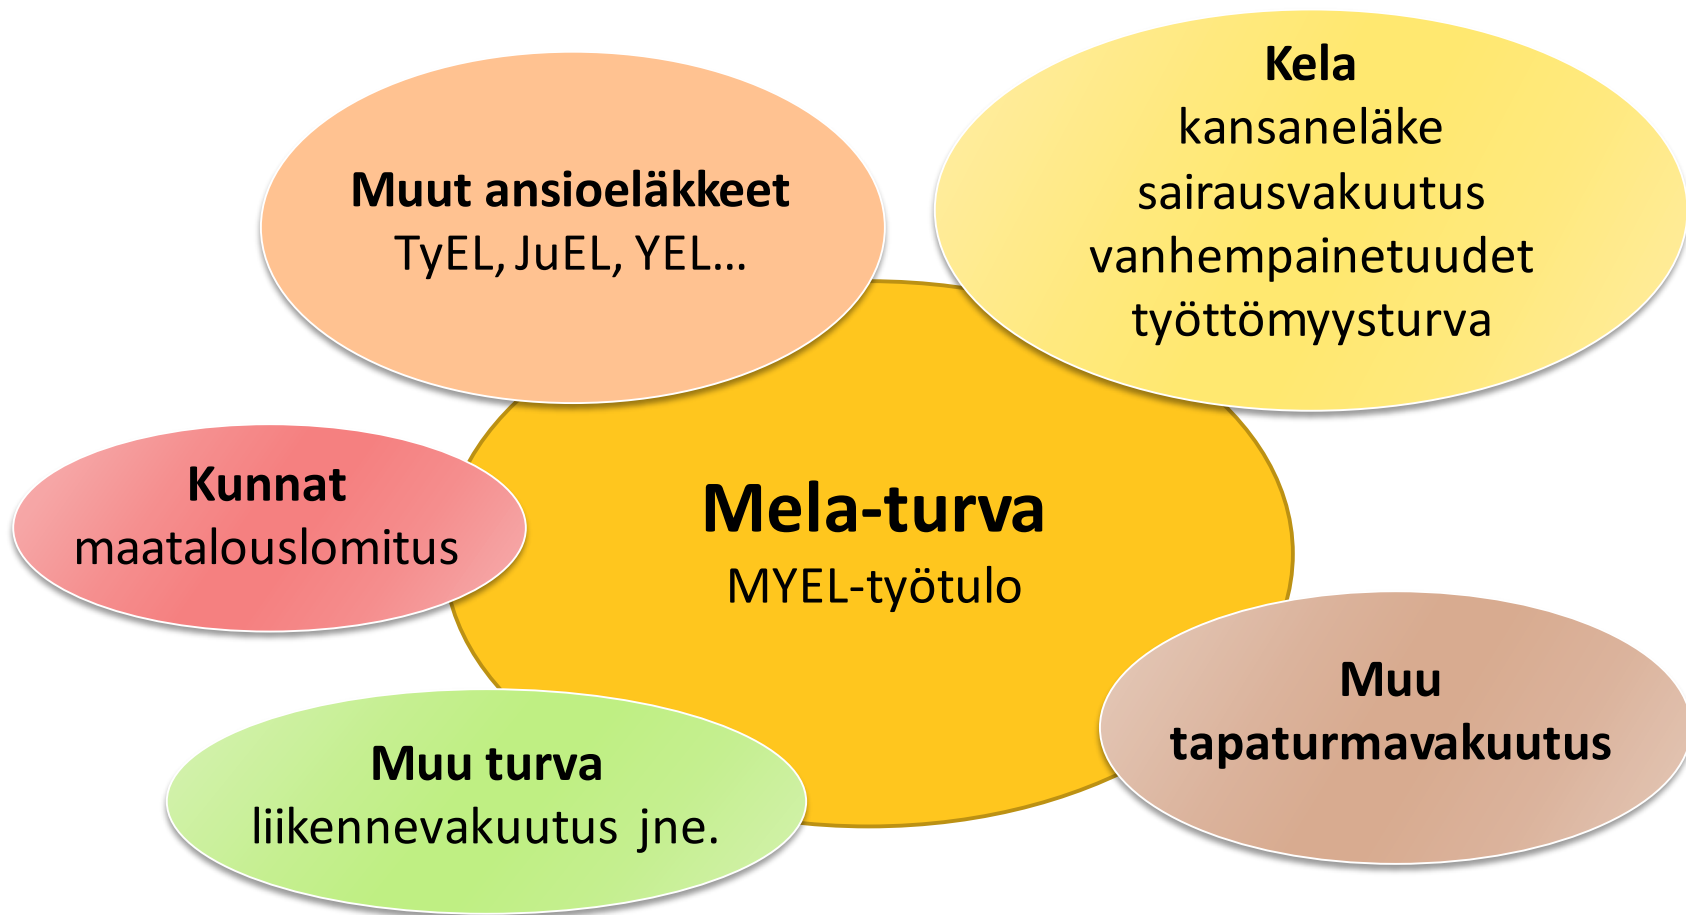 Kela
kansaneläke
sairausvakuutus
vanhempainetuudet
työttömyysturva
Muut ansioeläkkeet
TyEL, JuEL, YEL...
Kunnat
maatalouslomitus
Mela-turva
MYEL-työtulo
Muu
tapaturmavakuutus
Muu turva
liikennevakuutus jne.